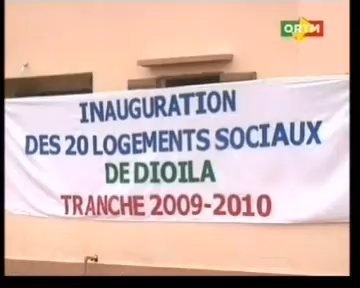 ORTM
INAUGURATION
DES 20 LOGEMENTS SOCIAUX
DE DIOILA
TRANCHE 2009-2010